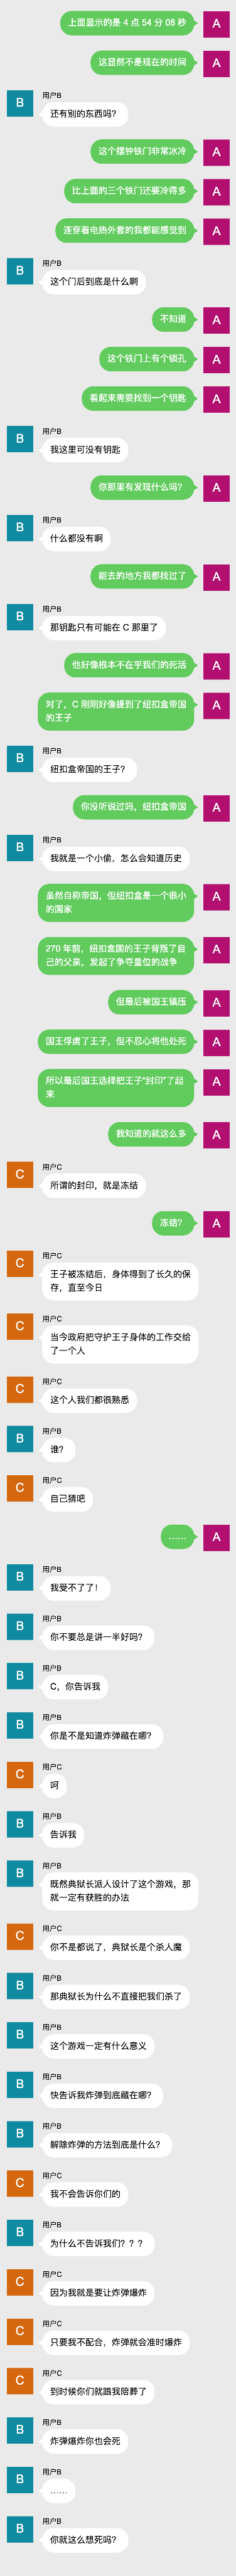 上面显示的是 4 点 54 分 08 秒
A
这显然不是现在的时间
A
B
用户B
还有别的东西吗？
这个摆钟铁门非常冰冷
A
比上面的三个铁门还要冷得多
A
连穿着电热外套的我都能感觉到
A
B
用户B
这个门后到底是什么啊
不知道
A
这个铁门上有个锁孔
A
看起来需要找到一个钥匙
A
B
用户B
我这里可没有钥匙
你那里有发现什么吗？
A
B
用户B
什么都没有啊
能去的地方我都找过了
A
B
用户B
那钥匙只有可能在 C 那里了
他好像根本不在乎我们的死活
A
对了，C 刚刚好像提到了纽扣盒帝国
的王子
A
B
用户B
纽扣盒帝国的王子？
你没听说过吗，纽扣盒帝国
A
B
用户B
我就是一个小偷，怎么会知道历史
虽然自称帝国，但纽扣盒是一个很小
的国家
A
270 年前，纽扣盒国的王子背叛了自
己的父亲，发起了争夺皇位的战争
A
但最后被国王镇压
A
国王俘虏了王子，但不忍心将他处死
A
所以最后国王选择把王子“封印”了起
来
A
我知道的就这么多
A
C
用户C
所谓的封印，就是冻结
冻结？
A
C
用户C
王子被冻结后，身体得到了长久的保
存，直至今日
C
用户C
当今政府把守护王子身体的工作交给
了一个人
C
用户C
这个人我们都很熟悉
B
用户B
谁？
C
用户C
自己猜吧
……
A
B
用户B
我受不了了！
B
用户B
你不要总是讲一半好吗？
B
用户B
C，你告诉我
B
用户B
你是不是知道炸弹藏在哪？
C
用户C
呵
B
用户B
告诉我
B
用户B
既然典狱长派人设计了这个游戏，那
就一定有获胜的办法
C
用户C
你不是都说了，典狱长是个杀人魔
B
用户B
那典狱长为什么不直接把我们杀了
B
用户B
这个游戏一定有什么意义
B
用户B
快告诉我炸弹到底藏在哪？
B
用户B
解除炸弹的方法到底是什么？
C
用户C
我不会告诉你们的
B
用户B
为什么不告诉我们？？？
C
用户C
因为我就是要让炸弹爆炸
C
用户C
只要我不配合，炸弹就会准时爆炸
C
用户C
到时候你们就跟我陪葬了
B
用户B
炸弹爆炸你也会死
B
用户B
……
B
用户B
你就这么想死吗？